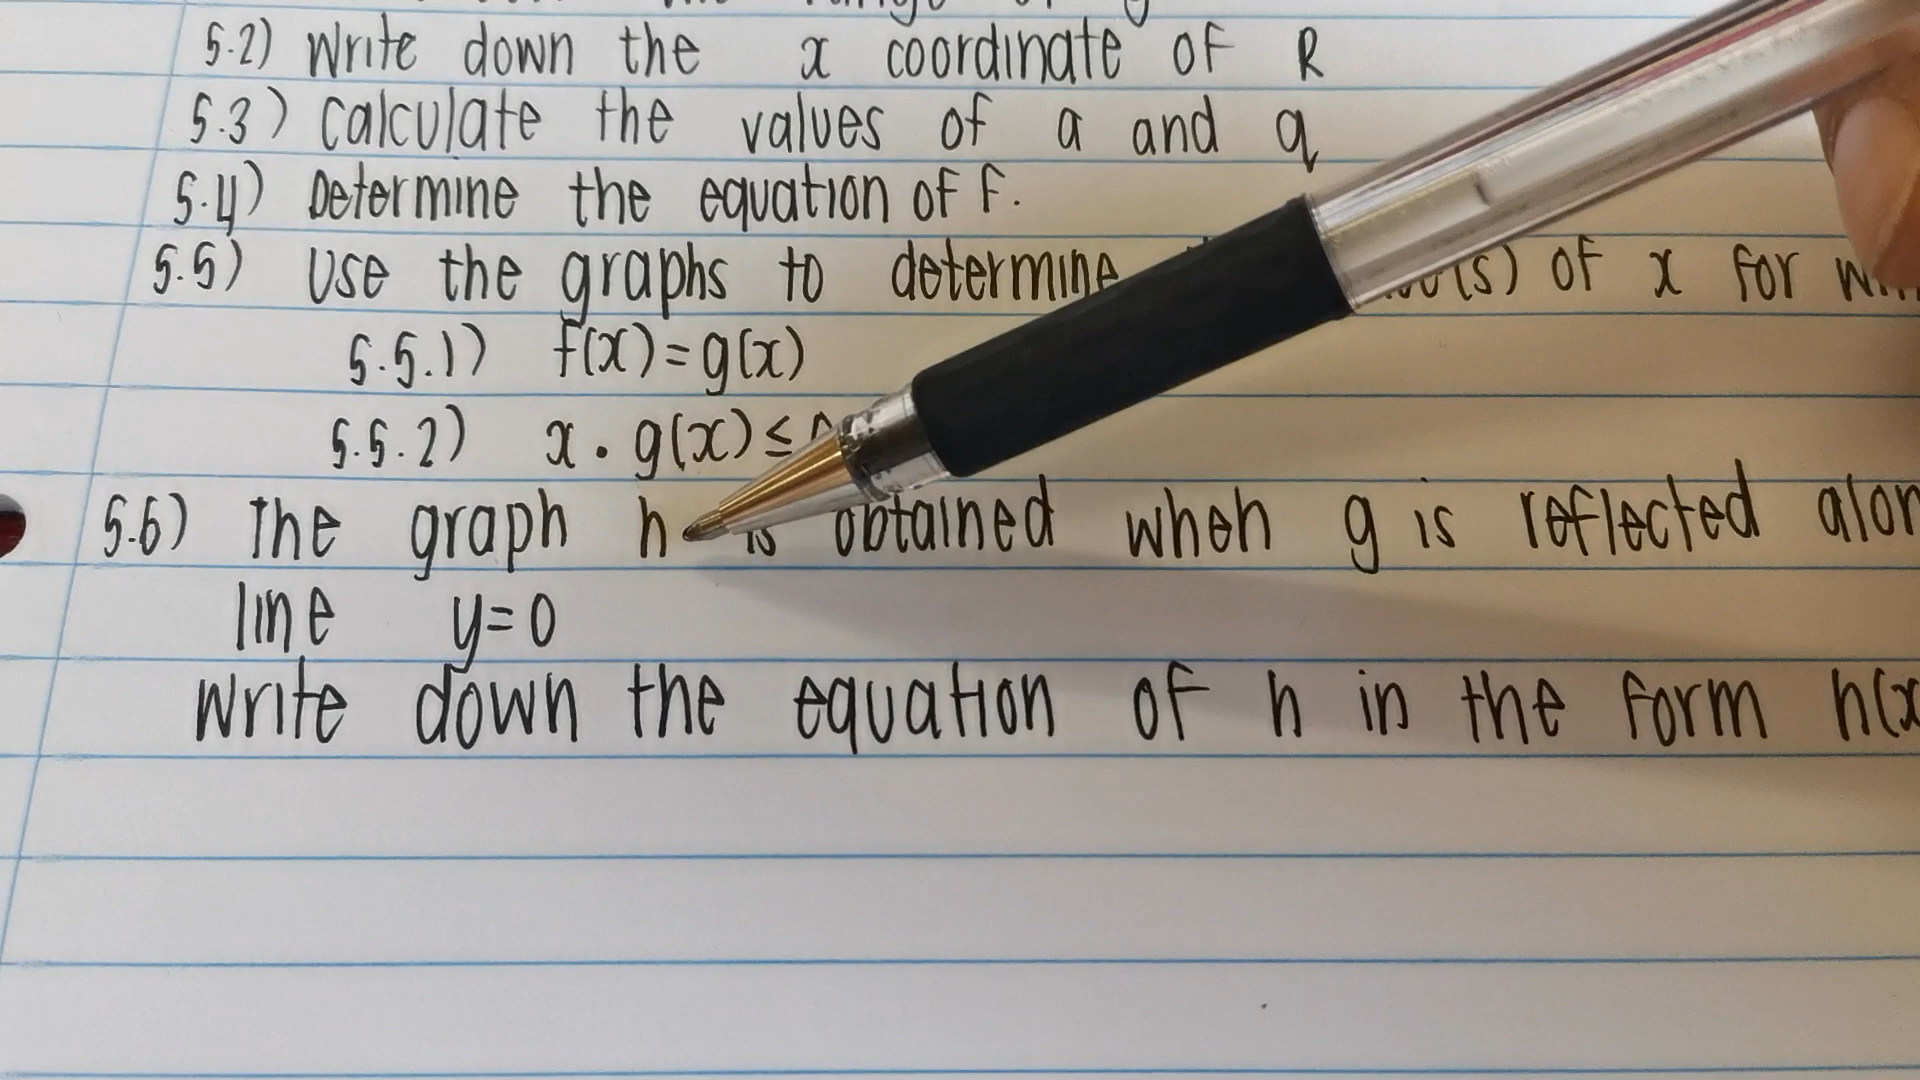 5.2) Write down the x coordinate of R
5.3) Calculate the values of a and q
5.4) Determine the equation of f.
5.5) Use the graphs to determine of x for
5.5.1) f(x)=g(x)
5.5.2) x . g(x) ≤
5.6) The graph h is obtained when g is reflected
line y=0
Write down the equation of h in the form h(x